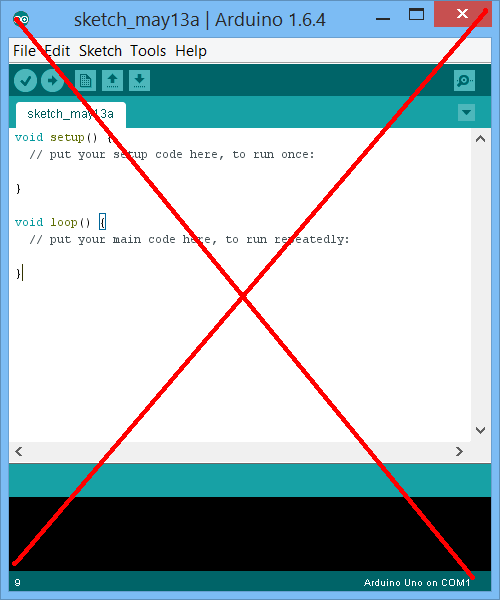 sketch_may13a | Arduino 1.6.4
File Edit Sketch Tools Help
sketch_may13a
void setup() {
// put your setup code here, to run once:
}
void loop() {
// put your main code here, to run repeatedly:
}
9
Arduino Uno on COM1